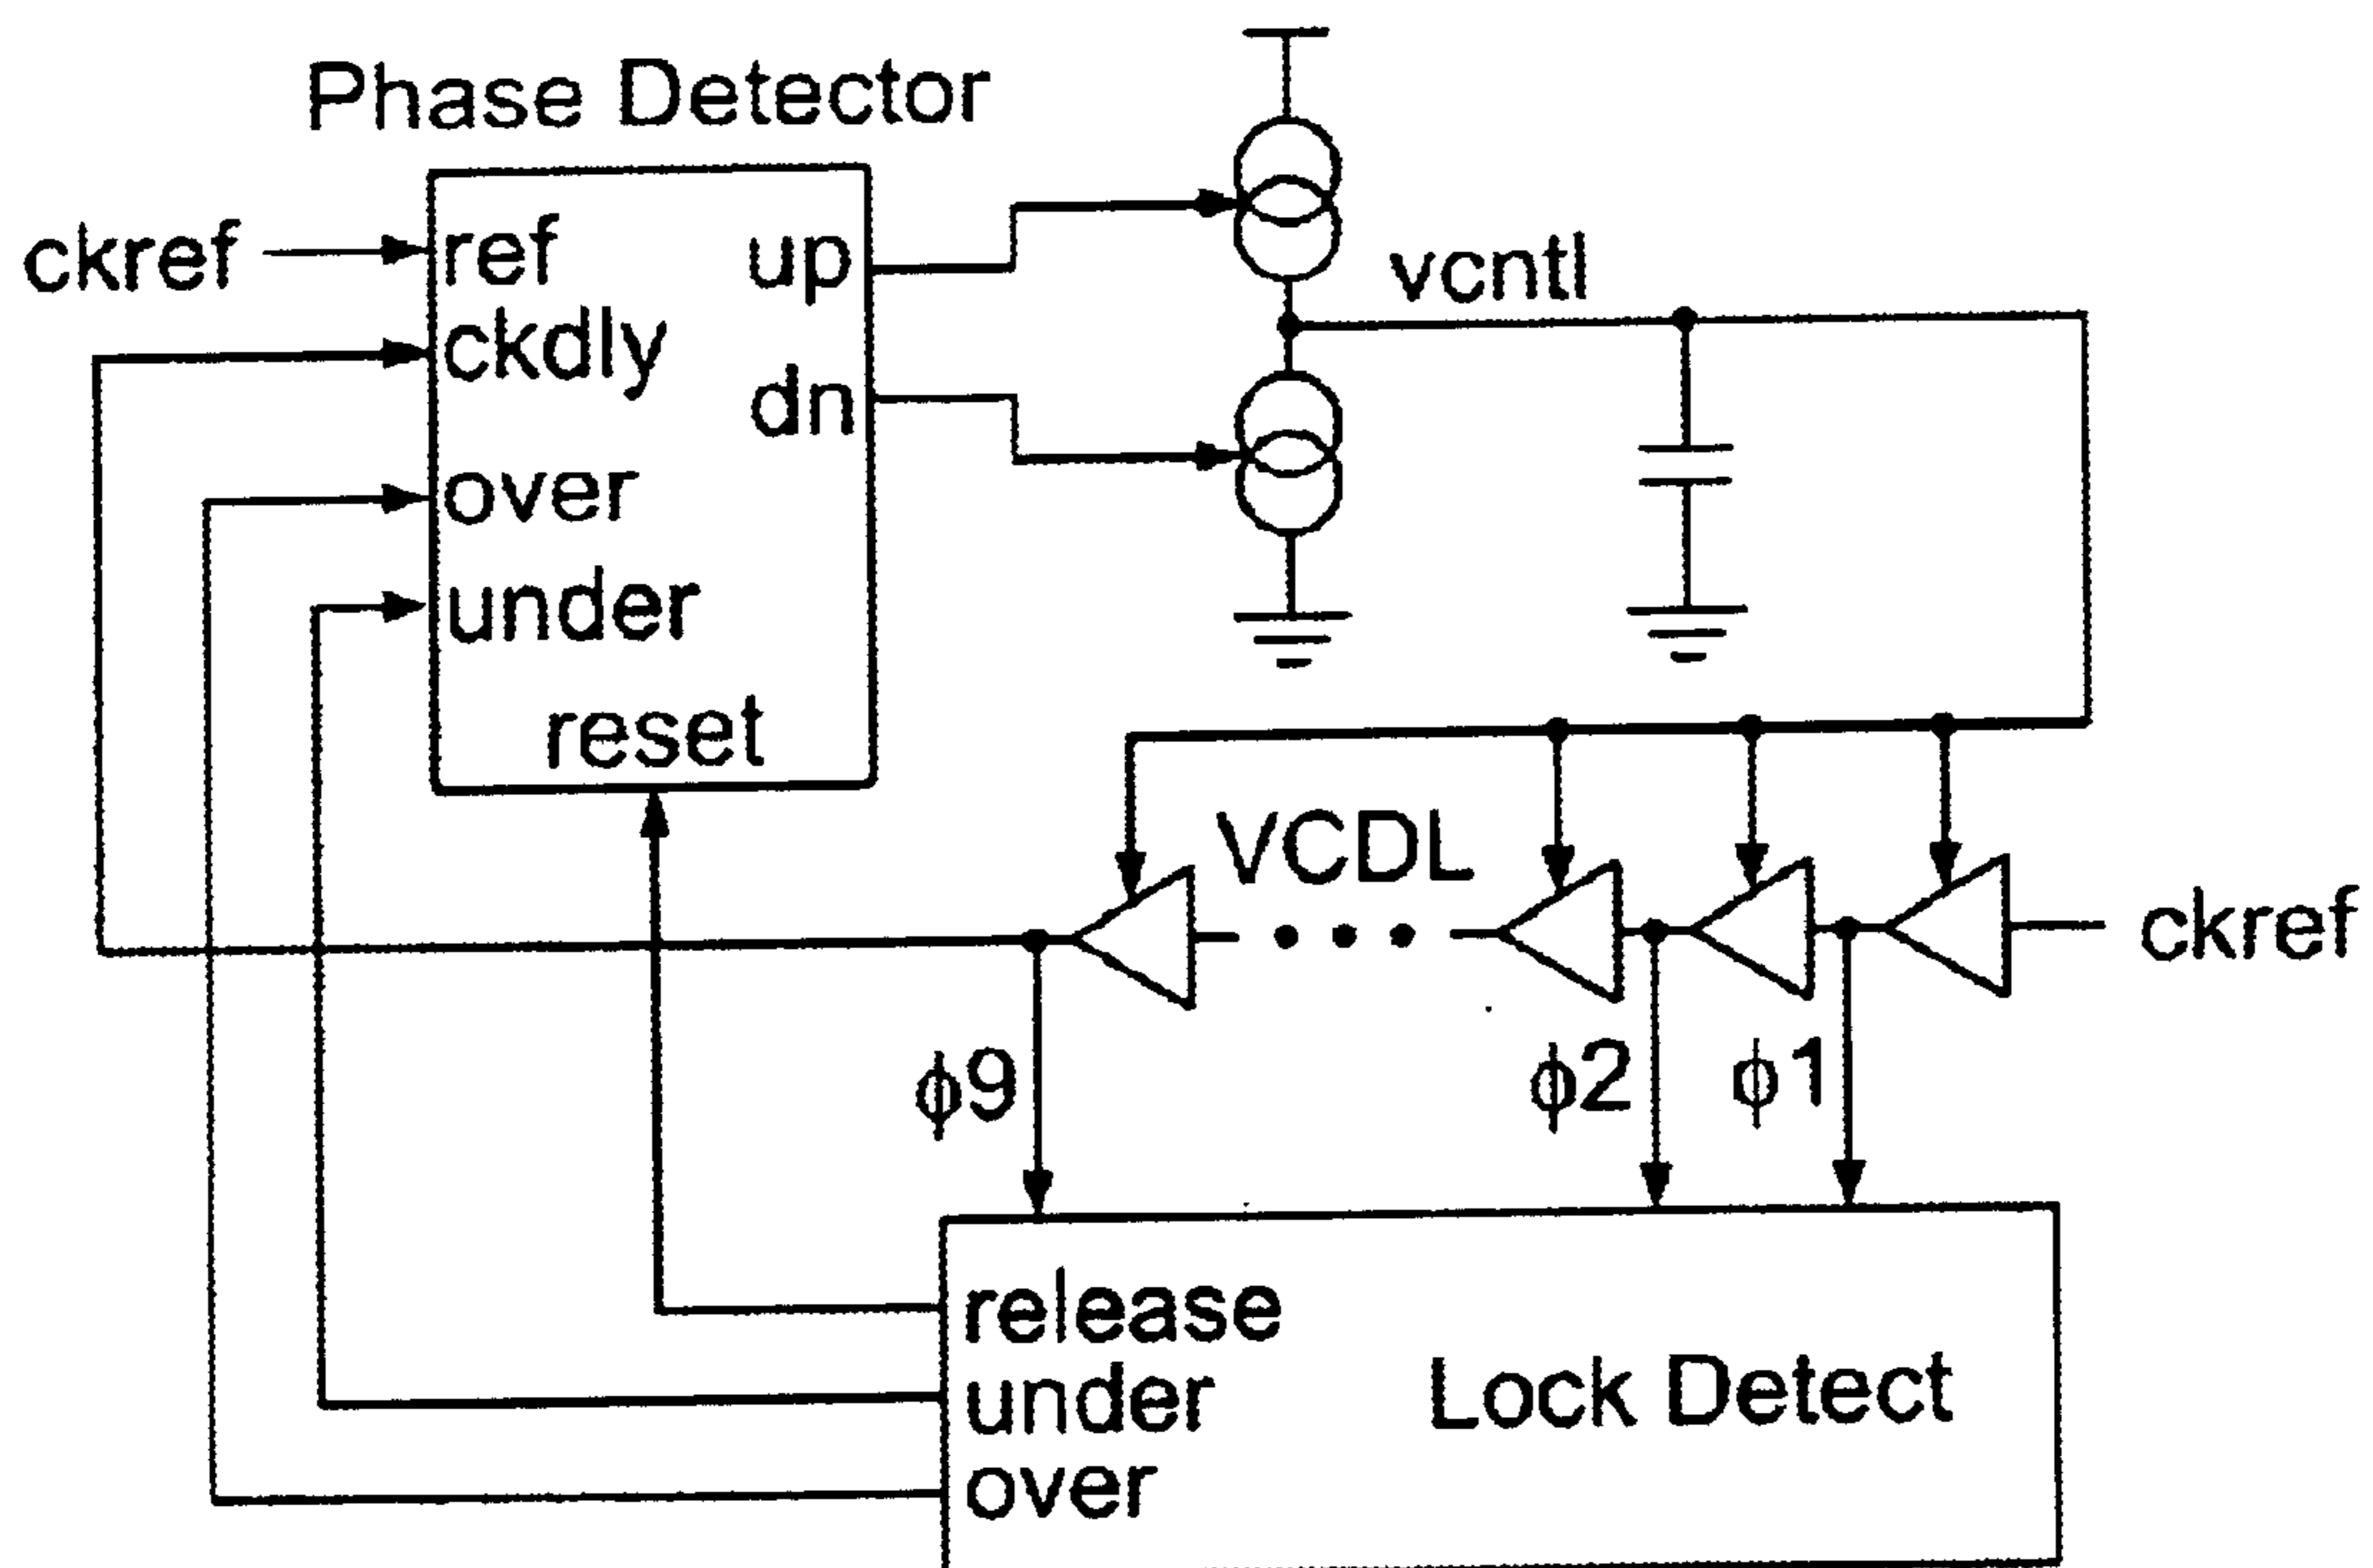 Phase Detector
ckref
ref
up
ckdly
dn
over
under
reset
vcntl
VCDL
ckref
ϕ9
ϕ2
ϕ1
release
under
over
Lock Detect